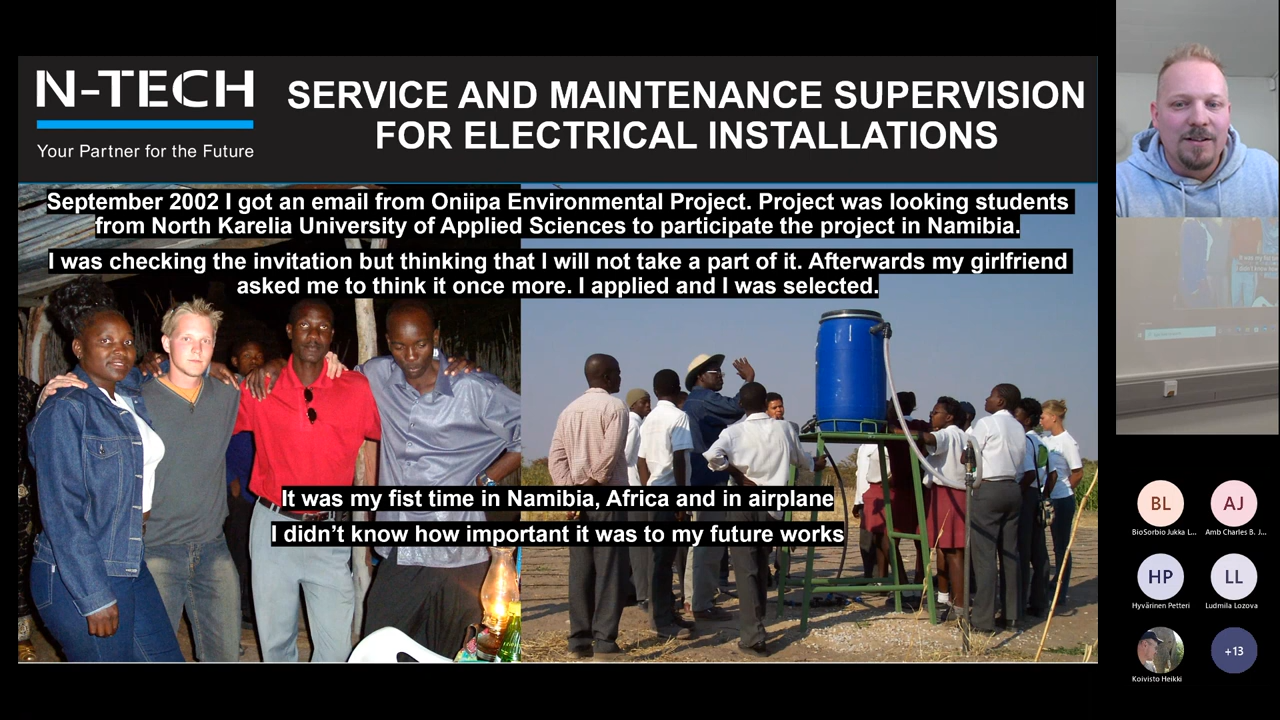 N-TECH
Your Partner for the Future
SERVICE AND MAINTENANCE SUPERVISION
FOR ELECTRICAL INSTALLATIONS
September 2002 I got an email from Oniipa Environmental Project. Project was looking students
from North Karelia University of Applied Sciences to participate the project in Namibia.
I was checking the invitation but thinking that I will not take a part of it. Afterwards my girlfriend
asked me to think it once more. I applied and I was selected.
It was my fist time in Namibia, Africa and in airplane
I didn't know how important it was to my future works
BL
AJ
BioSorbio Jukka L...
Amb Charles B. J...
HP
LL
Hyvärinen Petteri
Ludmila Lozova
+13
Koivisto Heikki